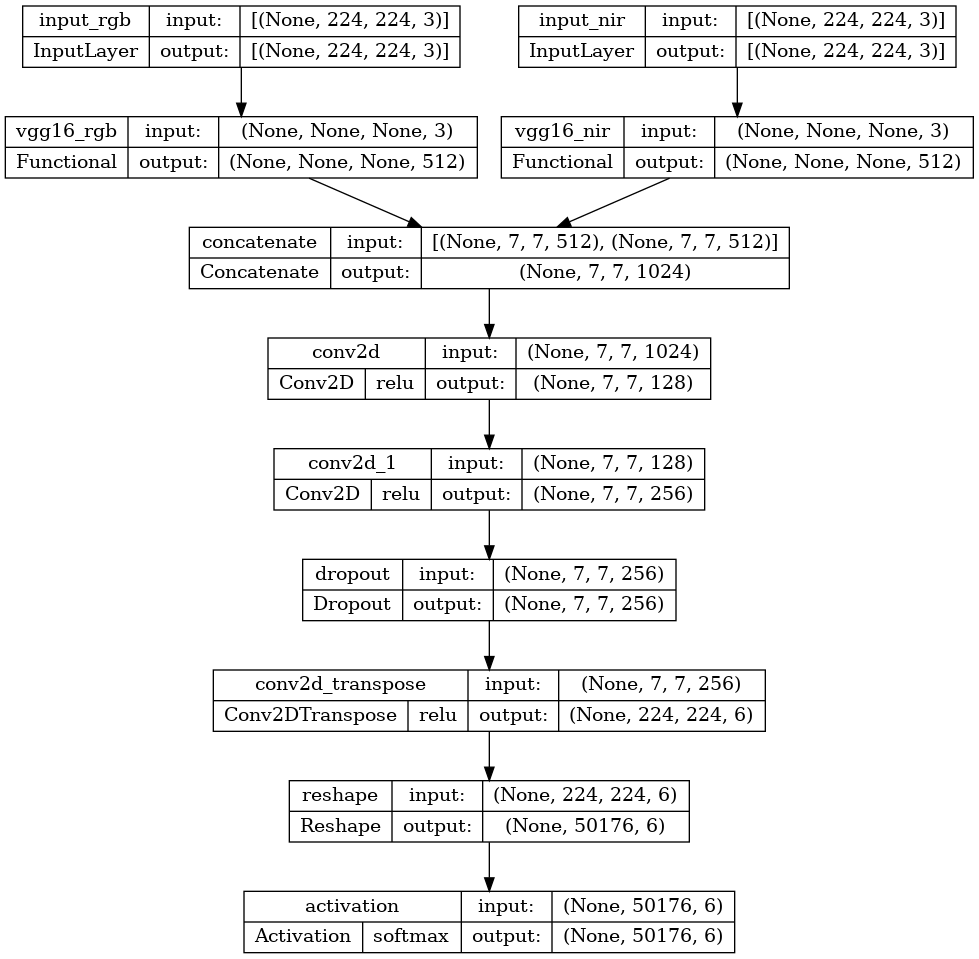 input_rgb input: [(None, 224, 224, 3)]
InputLayer output: [(None, 224, 224, 3)]
input_nir input: [(None, 224, 224, 3)]
InputLayer output: [(None, 224, 224, 3)]
vgg16_rgb input: (None, None, None, 3)
Functional output: (None, None, None, 512)
vgg16_nir input: (None, None, None, 3)
Functional output: (None, None, None, 512)
concatenate input: [(None, 7, 7, 512), (None, 7, 7, 512)]
Concatenate output: (None, 7, 7, 1024)
conv2d input: (None, 7, 7, 1024)
Conv2D relu output: (None, 7, 7, 128)
conv2d_1 input: (None, 7, 7, 128)
Conv2D relu output: (None, 7, 7, 256)
dropout input: (None, 7, 7, 256)
Dropout output: (None, 7, 7, 256)
conv2d_transpose input: (None, 7, 7, 256)
Conv2DTranspose relu output: (None, 224, 224, 6)
reshape input: (None, 224, 224, 6)
Reshape output: (None, 50176, 6)
activation input: (None, 50176, 6)
Activation softmax output: (None, 50176, 6)